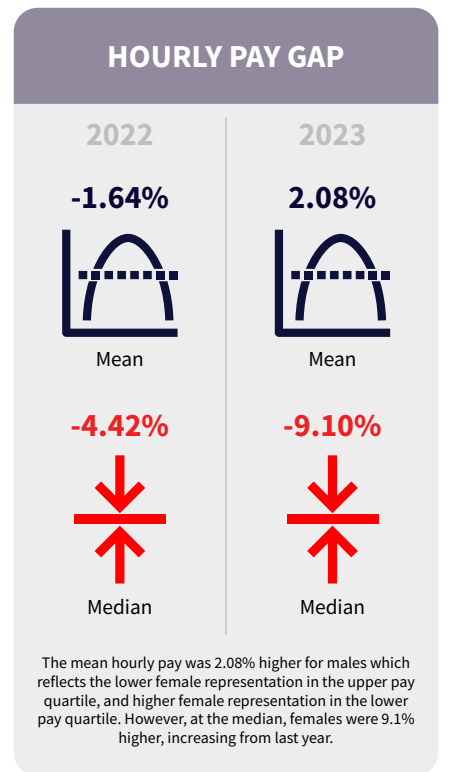 HOURLY PAY GAP
2022
2023
-1.64%
2.08%
Mean
Mean
-4.42%
-9.10%
Median
Median
The mean hourly pay was 2.08% higher for males which
reflects the lower female representation in the upper pay
quartile, and higher female representation in the lower
pay quartile. However, at the median, females were 9.1%
higher, increasing from last year.